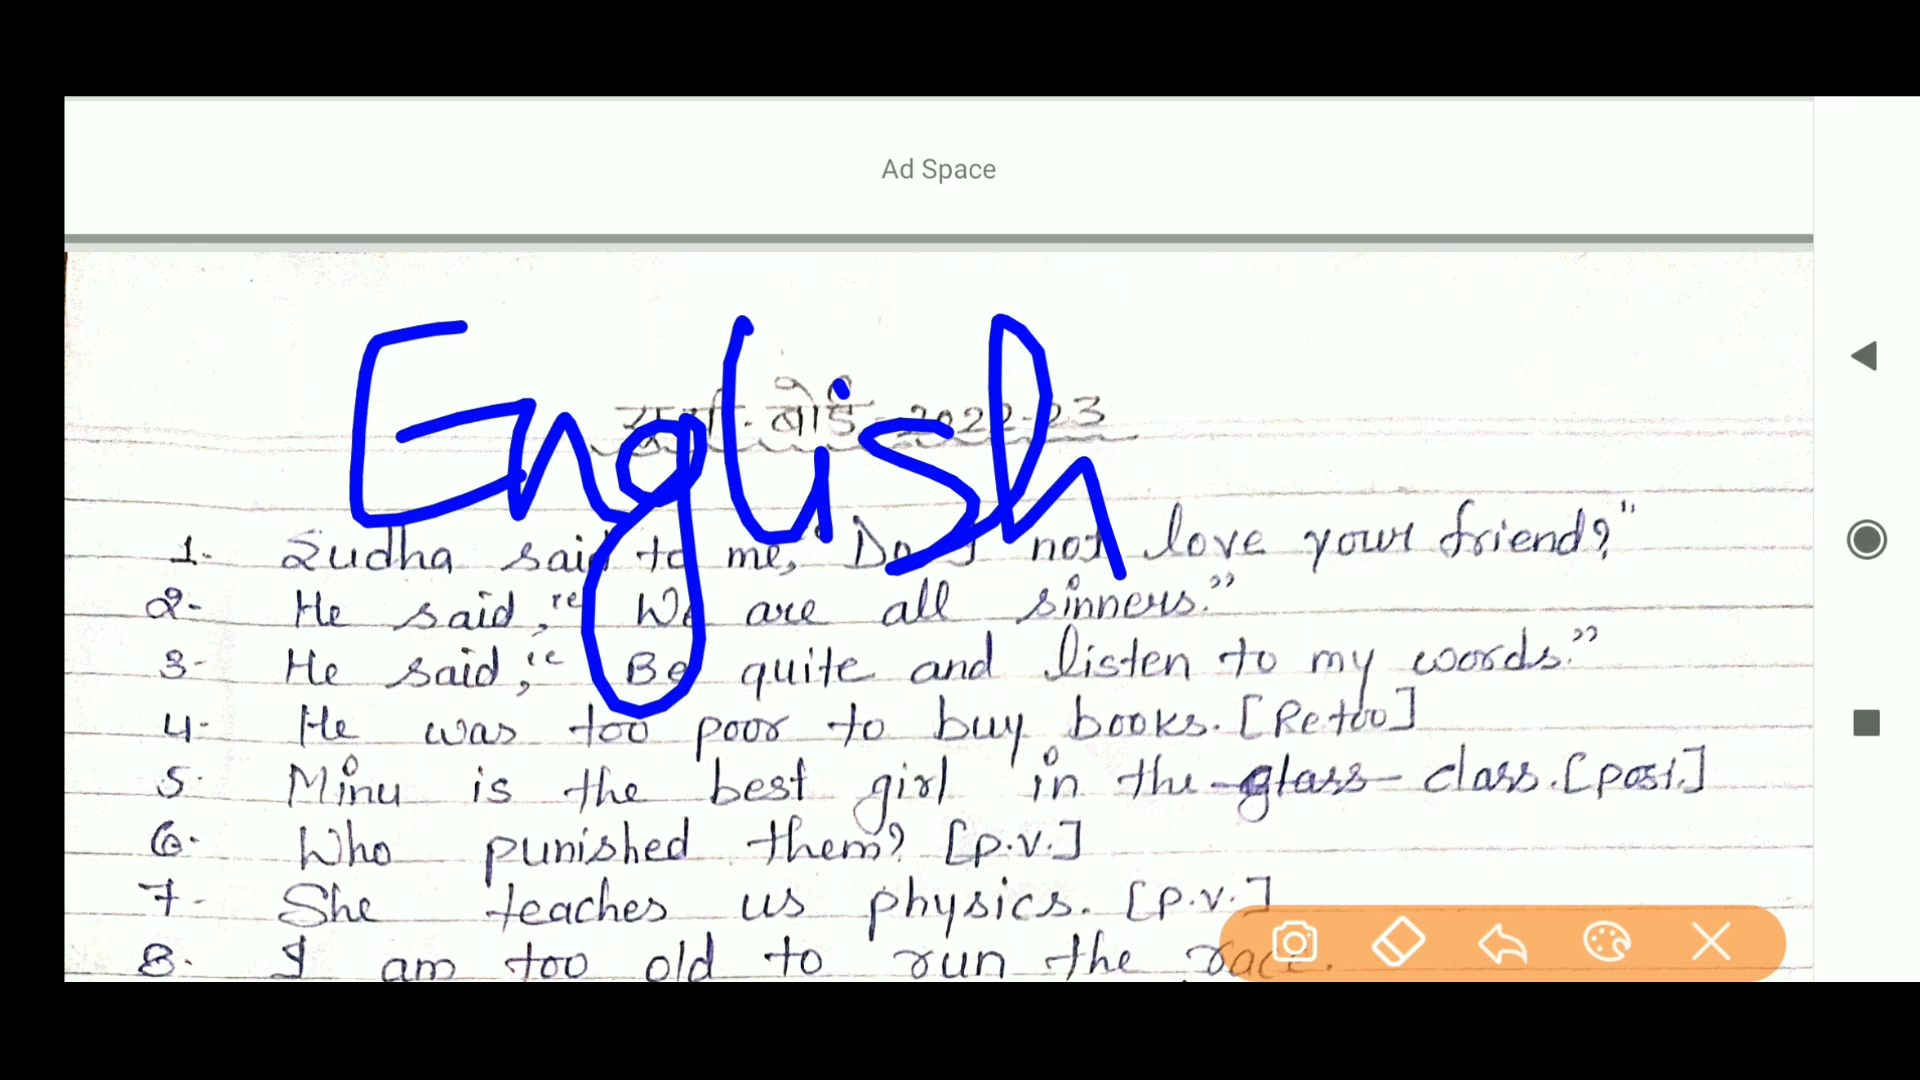 Ad Space
English
यूपी-बोर्ड-2022-23
1. Sudha said to me, "Do I not love your friend?"
2- He said, "We are all sinners."
3- He said, "Be quite and listen to my words."
4- He was too poor to buy books. [Re too]
5. Minu is the best girl in the glass class. [post.]
6. Who punished them? [p.v.]
7. She teaches us physics. [p.v.]
8. I am too old to run the race.